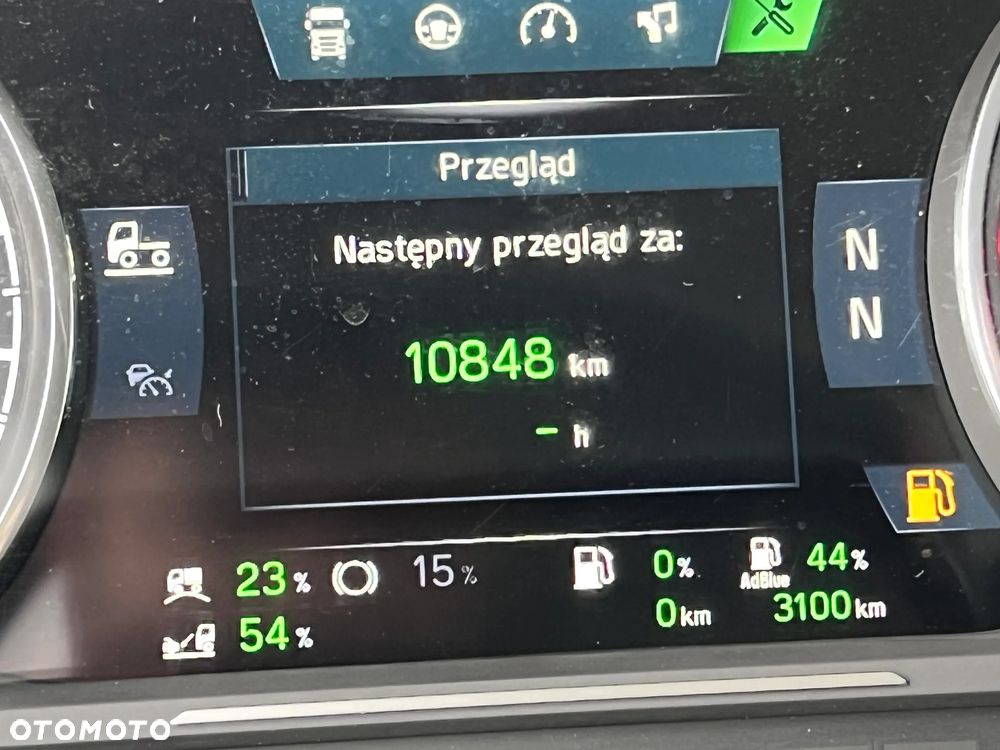 Przegląd
Następny przegląd za:
10848 km
- h
N
N
23 %
15 %
0 %
44 %
AdBlue
54 %
0 km
3100 km
OTOMOTO